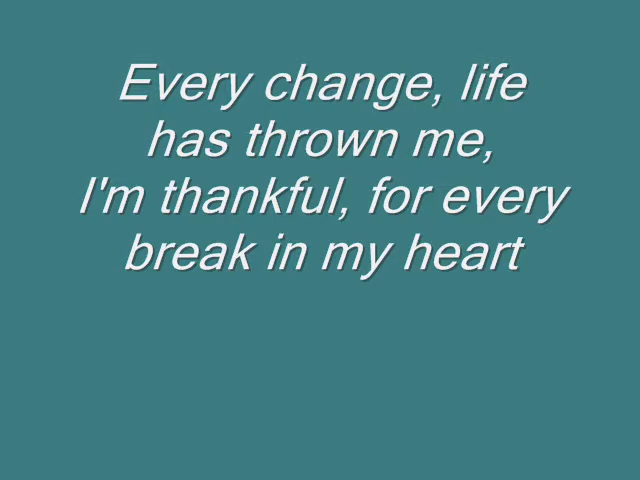 Every change, life
has thrown me,
I'm thankful, for every
break in my heart